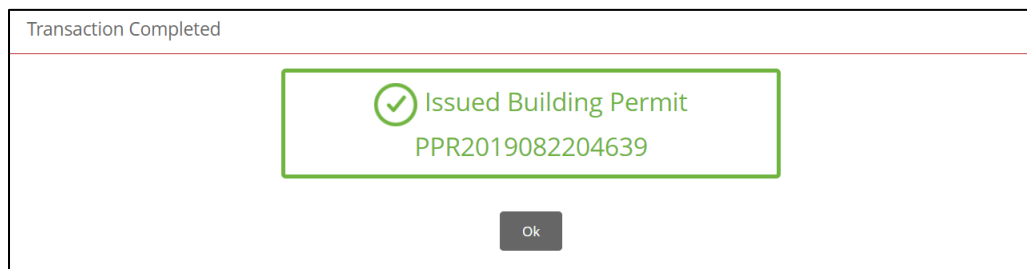 Transaction Completed
Issued Building Permit
PPR2019082204639
Ok